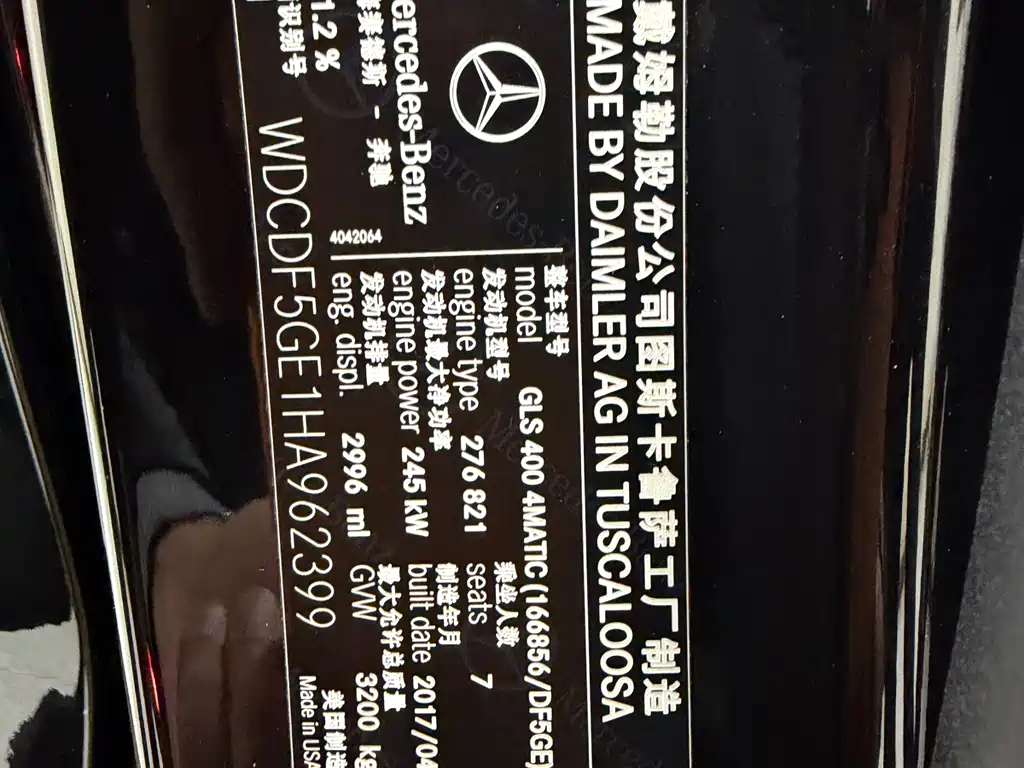 戴姆勒股份公司图斯卡鲁萨工厂制造
MADE BY DAIMLER AG IN TUSCALOOSA
整车型号
model GLS 400 4MATIC (166856/DF5GE)
发动机型号 乘坐人数
engine type 276 821 seats 7
发动机最大净功率 制造年月
engine power 245 kW built date 2017/04
发动机排量 最大允许总质量
eng. displ. 2996 ml GVW 3200 kg
ercedes-Benz
赛德斯 - 奔驰
4042064
1.2 %
识别号
WDCDF5GE1HA962399
美国制造
Made in USA